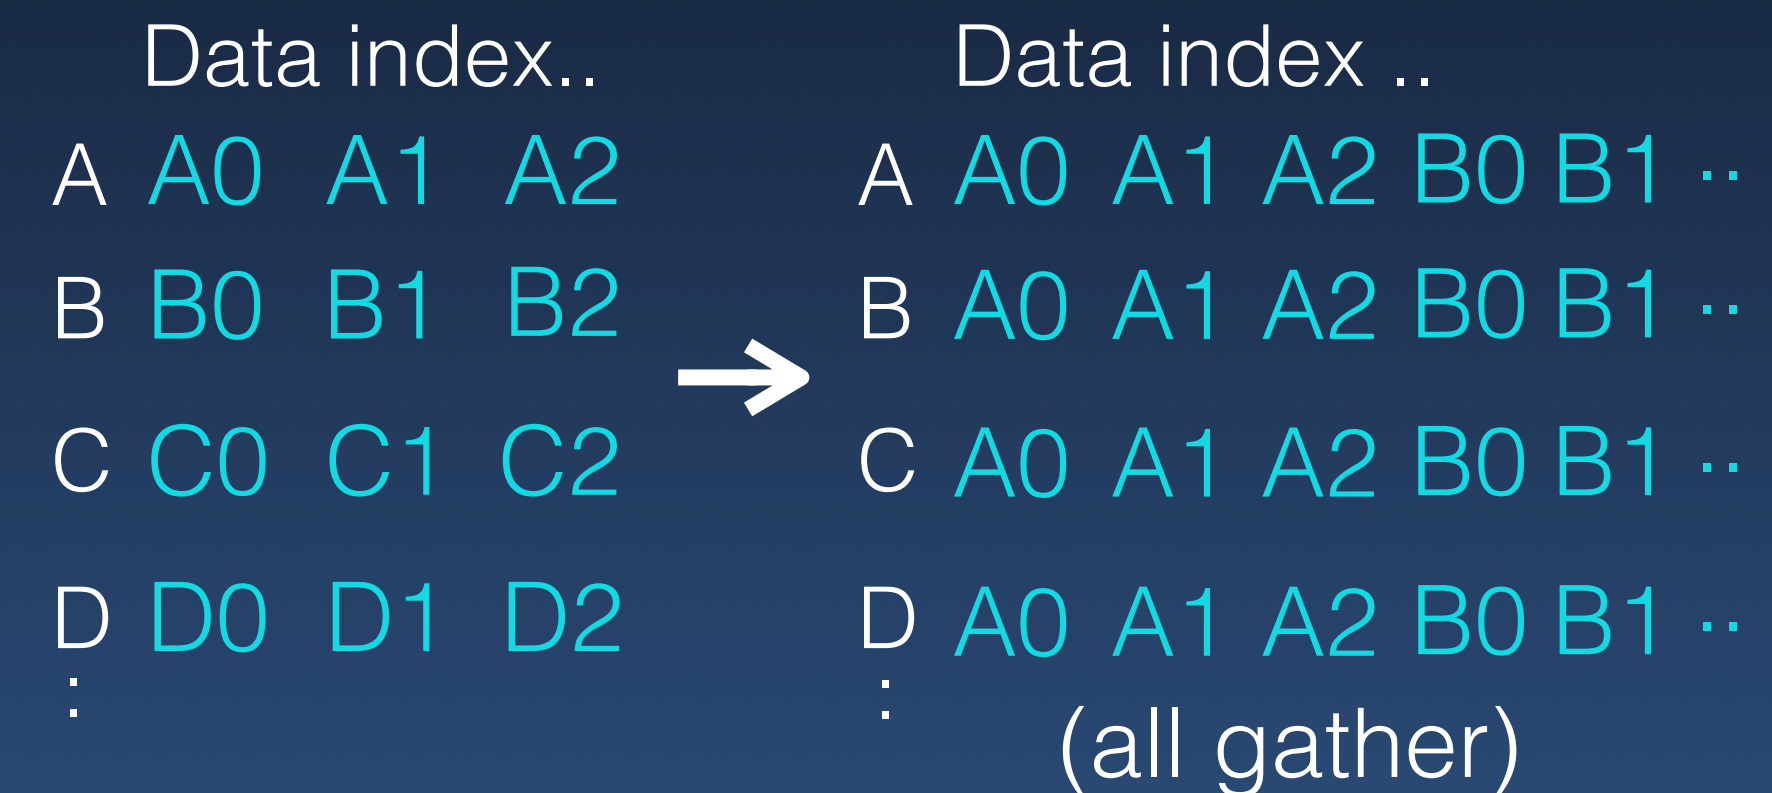 Data index..
A A0 A1 A2
B B0 B1 B2
C C0 C1 C2
D D0 D1 D2
:
Data index ..
A A0 A1 A2 B0 B1 ..
B A0 A1 A2 B0 B1 ..
C A0 A1 A2 B0 B1 ..
D A0 A1 A2 B0 B1 ..
:
(all gather)